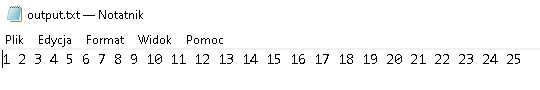 output.txt — Notatnik
Plik Edycja Format Widok Pomoc
1 2 3 4 5 6 7 8 9 10 11 12 13 14 15 16 17 18 19 20 21 22 23 24 25